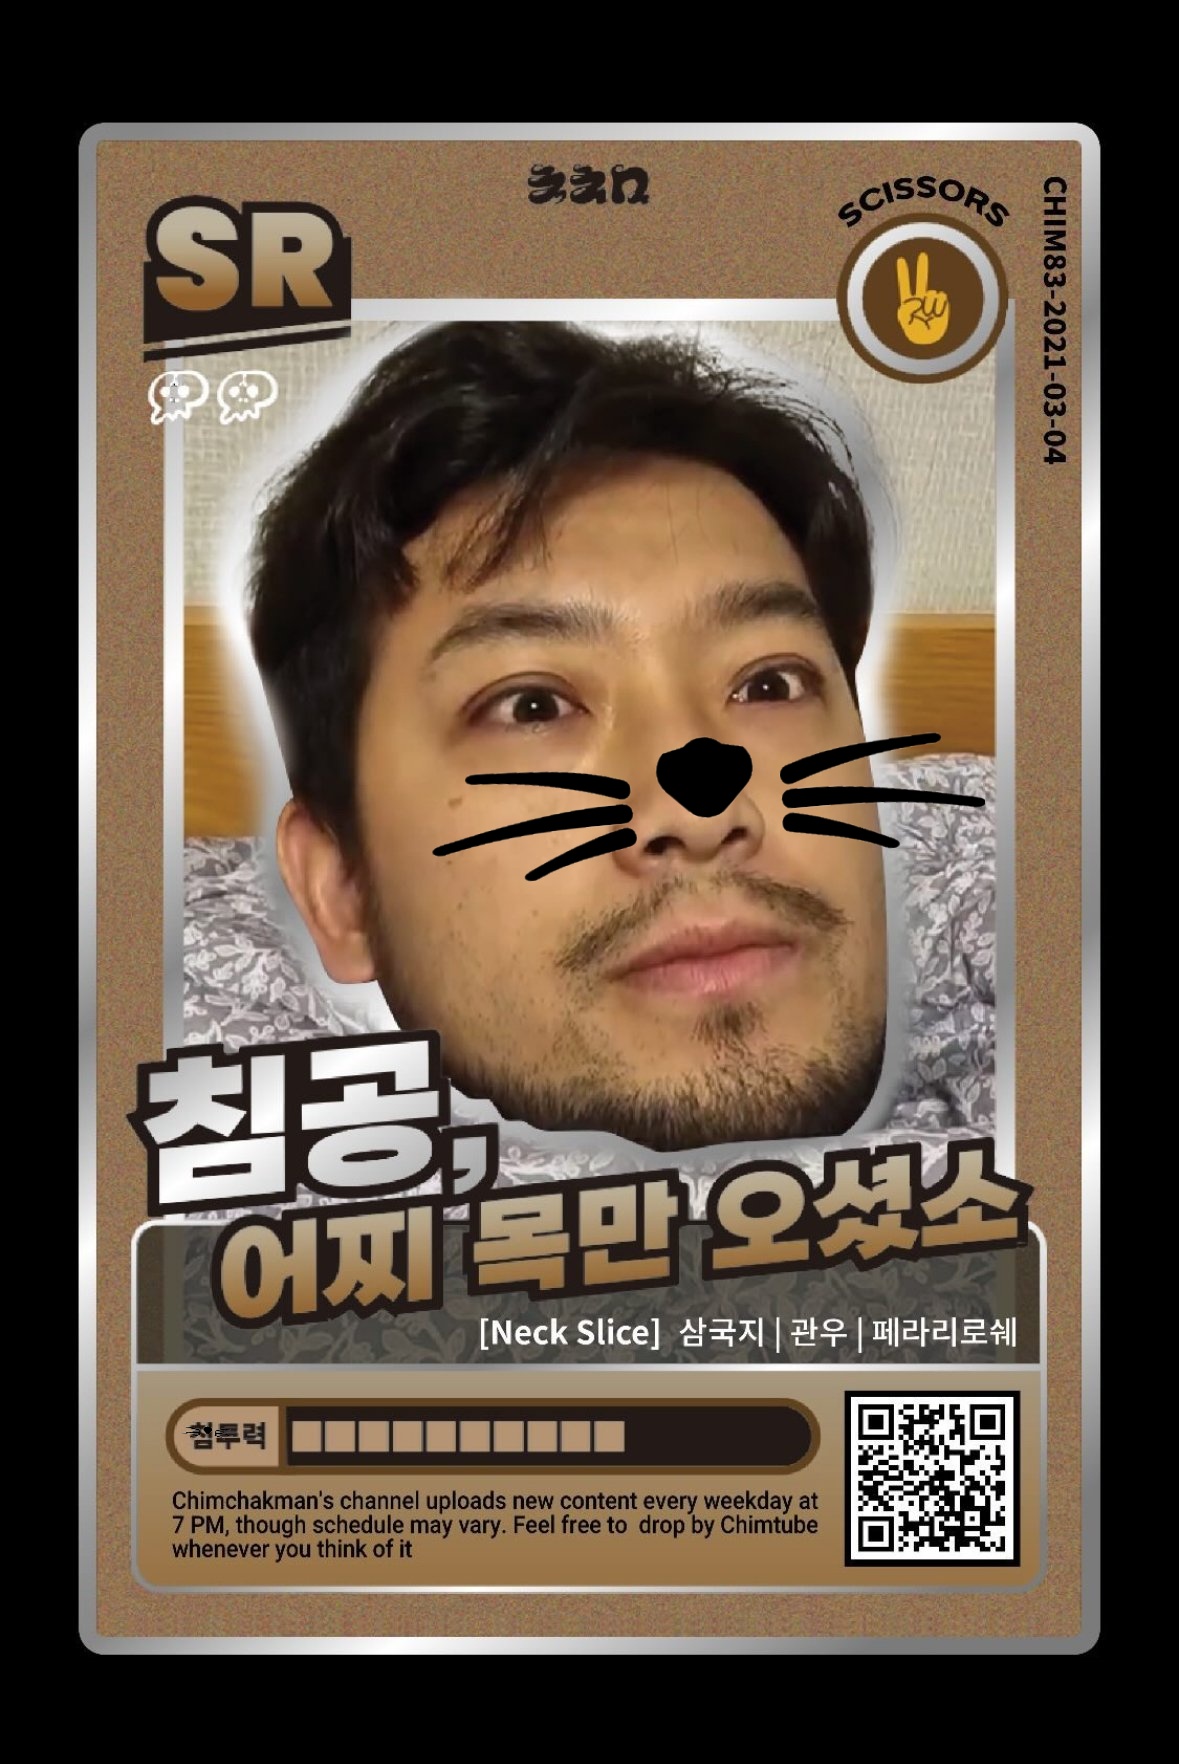 SR
SCISSORS
CHIM83-2021-03-04
침공,
어찌 목만 오셨소
[Neck Slice] 삼국지 | 관우 | 페라리로쉐
침투력
Chimchakman's channel uploads new content every weekday at
7 PM, though schedule may vary. Feel free to drop by Chimtube
whenever you think of it